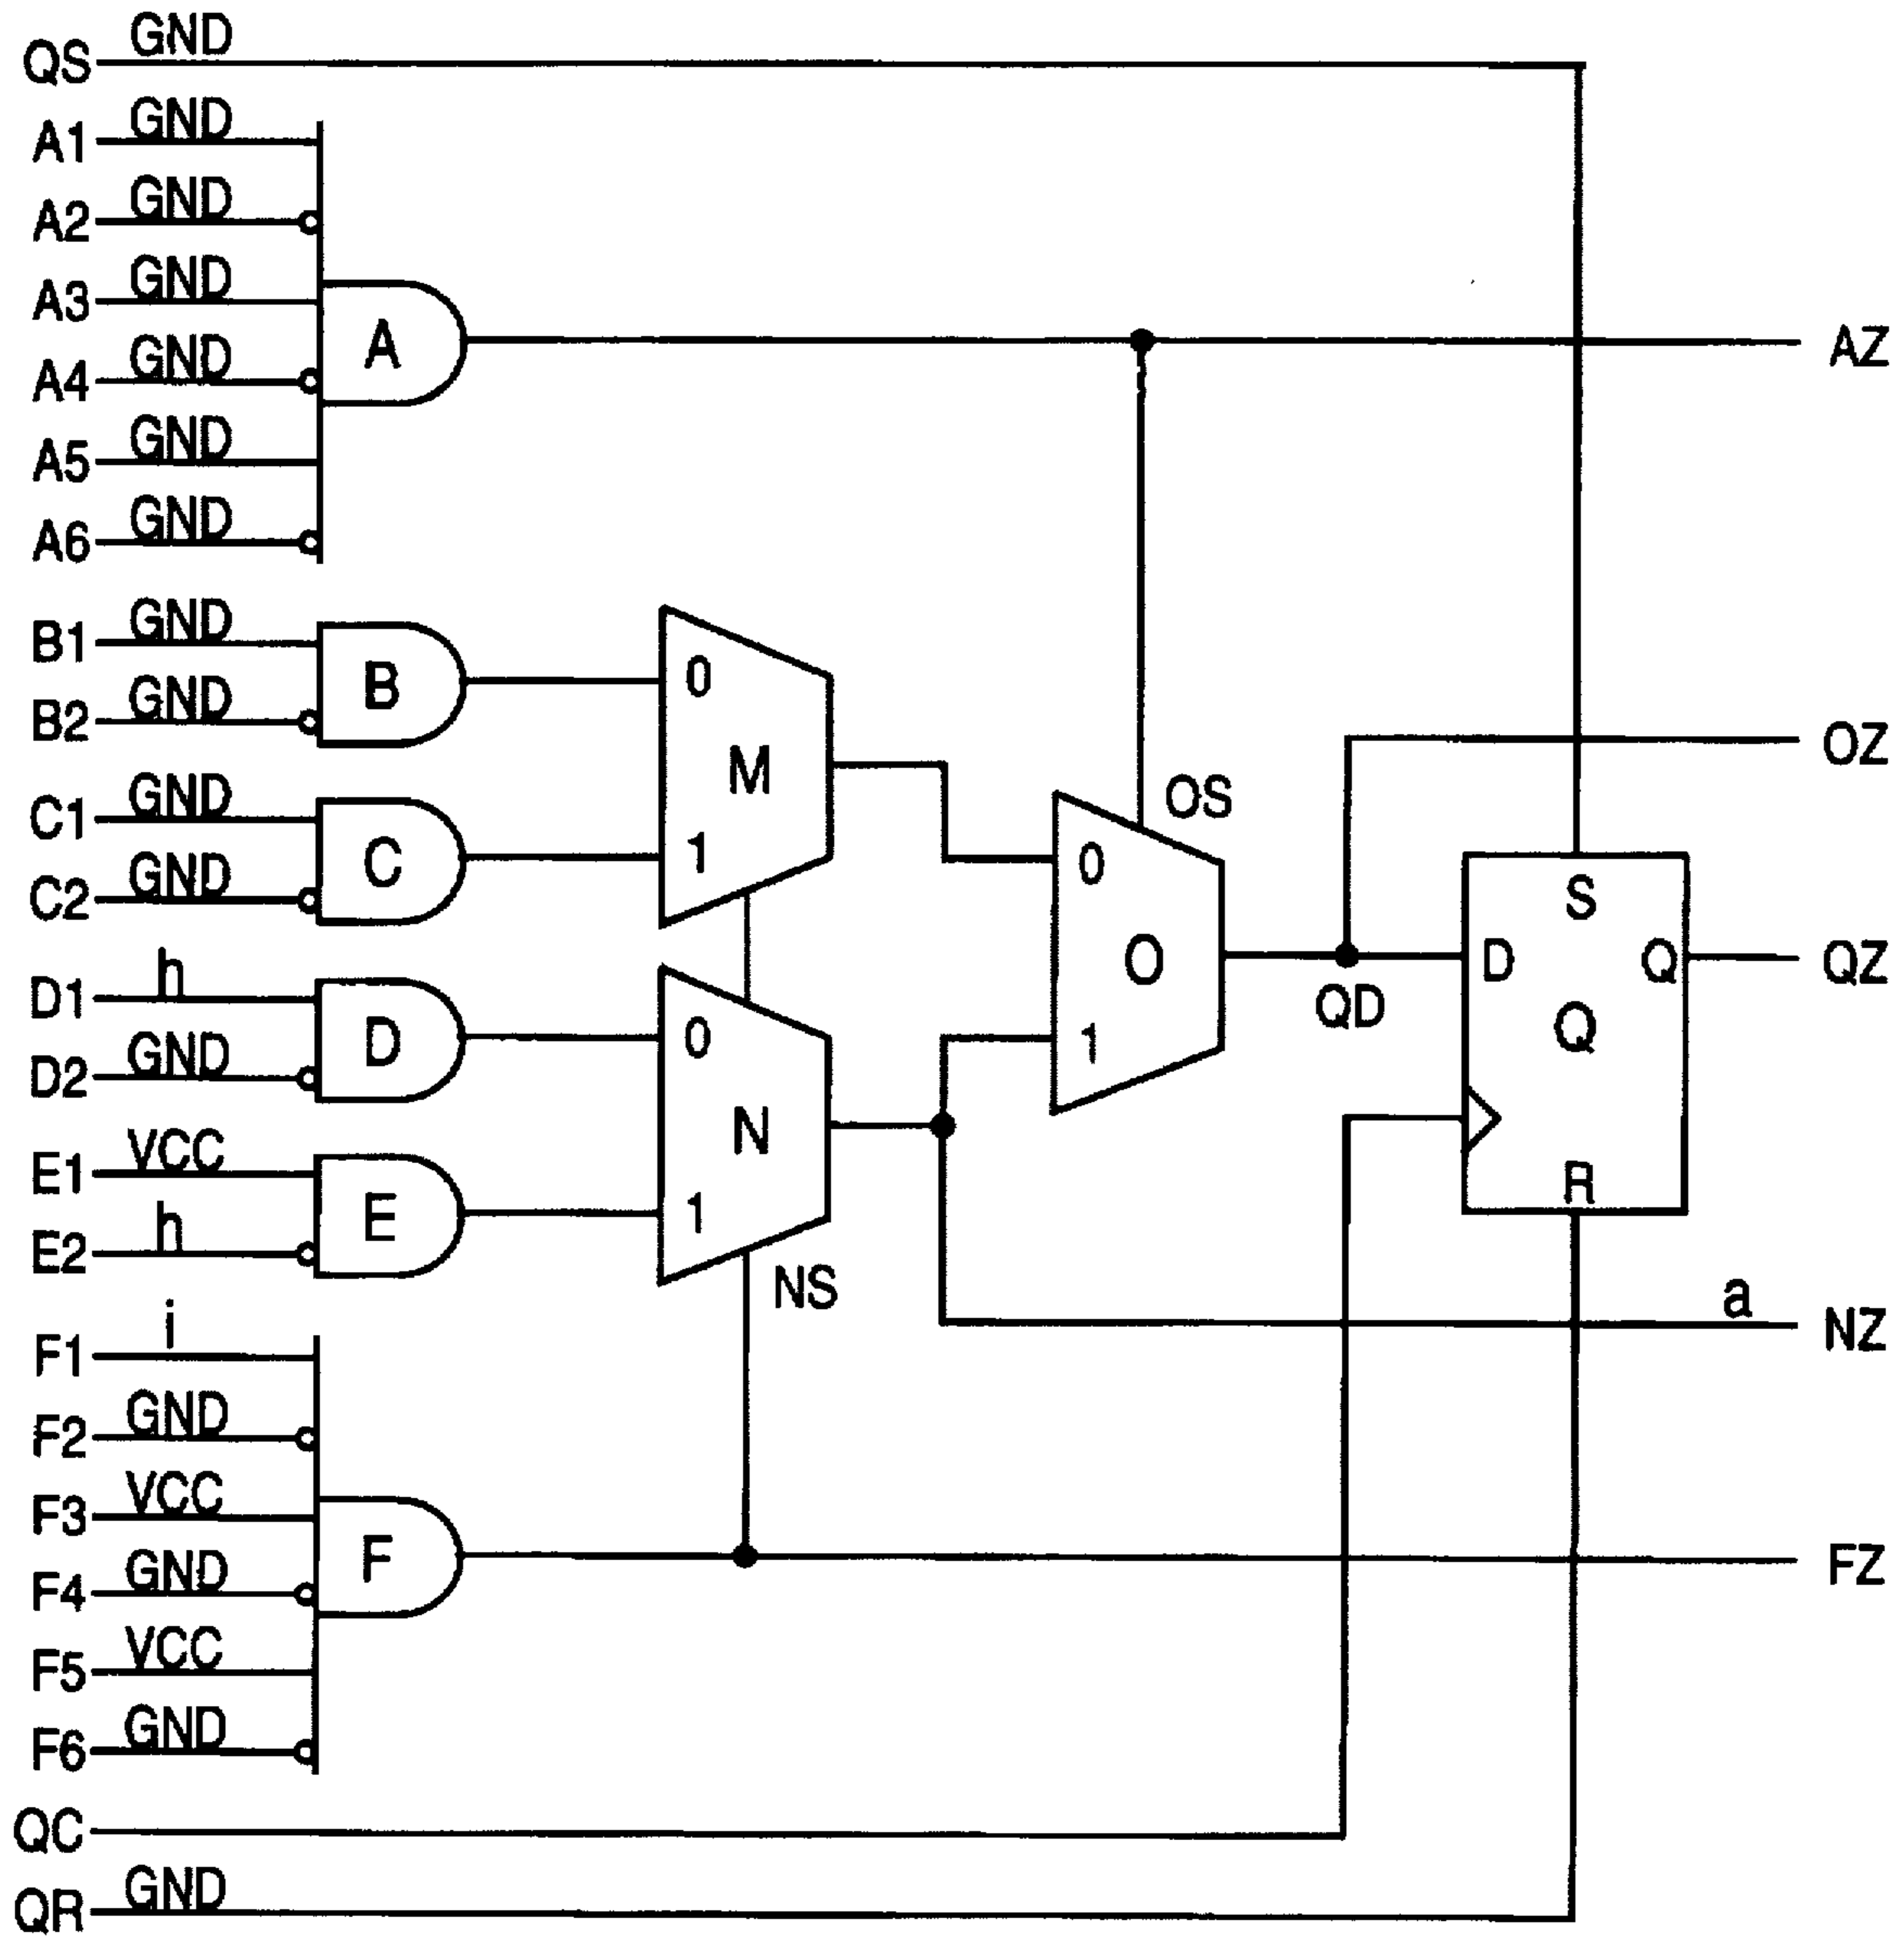 QS GND
A1 GND
A2 GND
A3 GND
A
AZ
A4 GND
A5 GND
A6 GND
B1 GND
B
0
B2 GND
OZ
M
C1 GND
OS
C
1
0
C2 GND
S
D1 h
O
D
Q
QZ
QD
Q
D
0
1
D2 GND
N
E1 VCC
R
E
1
E2 h
NS
a
NZ
F1 i
F2 GND
F3 VCC
F
FZ
F4 GND
F5 VCC
F6 GND
QC
QR GND